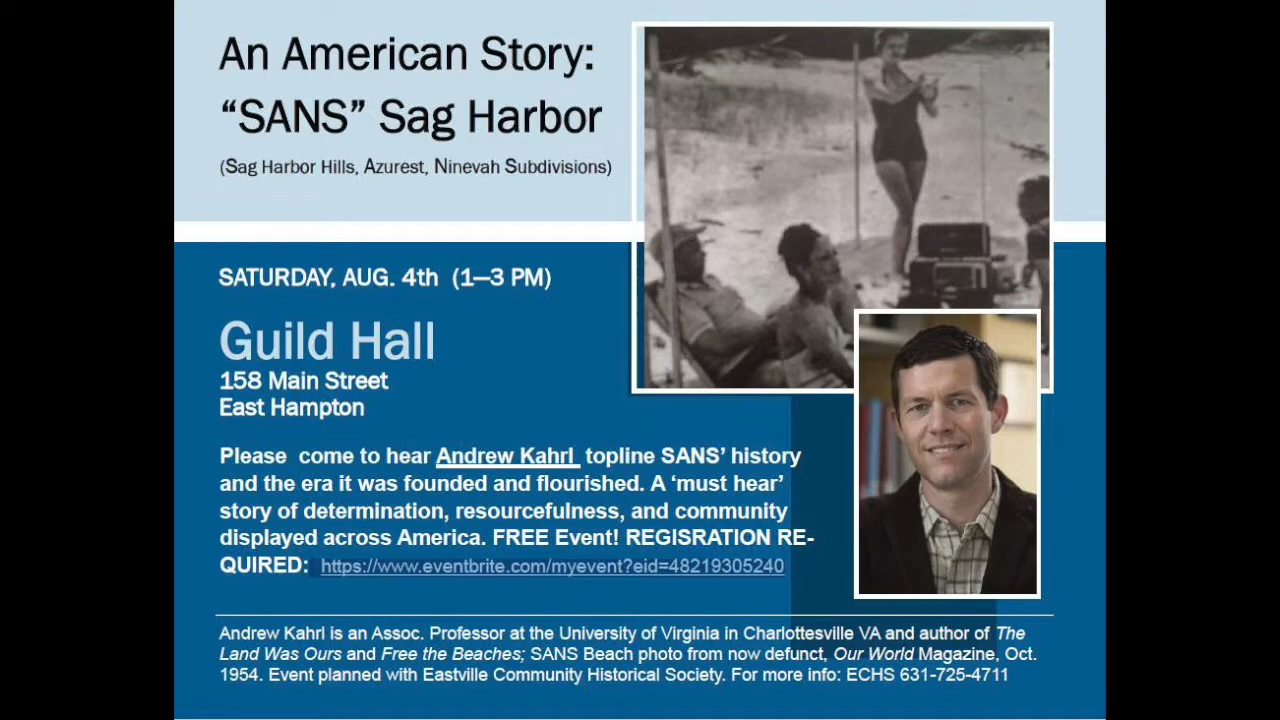 An American Story:
“SANS” Sag Harbor
(Sag Harbor Hills, Azurest, Ninevah Subdivisions)
SATURDAY, AUG. 4th (1—3 PM)
Guild Hall
158 Main Street
East Hampton
Please come to hear Andrew Kahrl topline SANS’ history
and the era it was founded and flourished. A ‘must hear’
story of determination, resourcefulness, and community
displayed across America. FREE Event! REGISRATION RE-
QUIRED: https://www.eventbrite.com/myevent?eid=48219305240
Andrew Kahrl is an Assoc. Professor at the University of Virginia in Charlottesville VA and author of The
Land Was Ours and Free the Beaches; SANS Beach photo from now defunct, Our World Magazine, Oct.
1954. Event planned with Eastville Community Historical Society. For more info: ECHS 631-725-4711